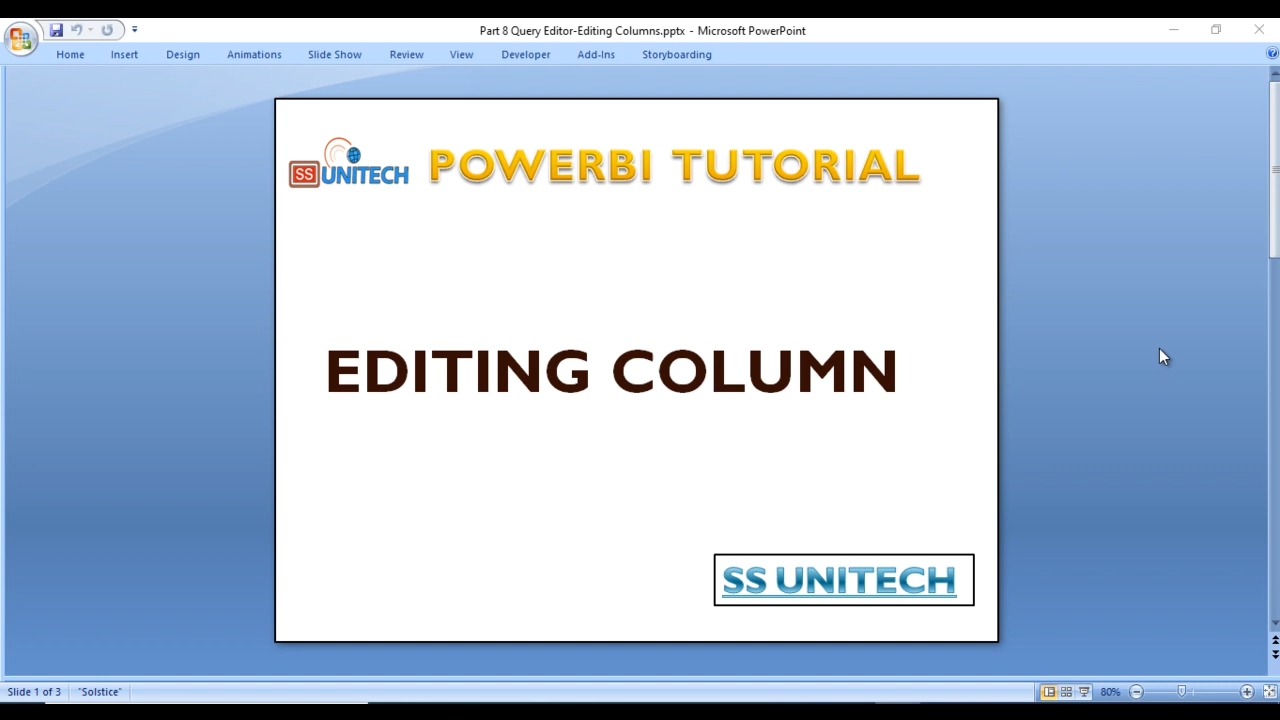 Part 8 Query Editor-Editing Columns.pptx - Microsoft PowerPoint
Home Insert Design Slide Show Animations Review View Developer Add-Ins Storyboarding
SS UNITECH POWERBI TUTORIAL
EDITING COLUMN
SS UNITECH
Slide 1 of 3 "Solstice" 80%